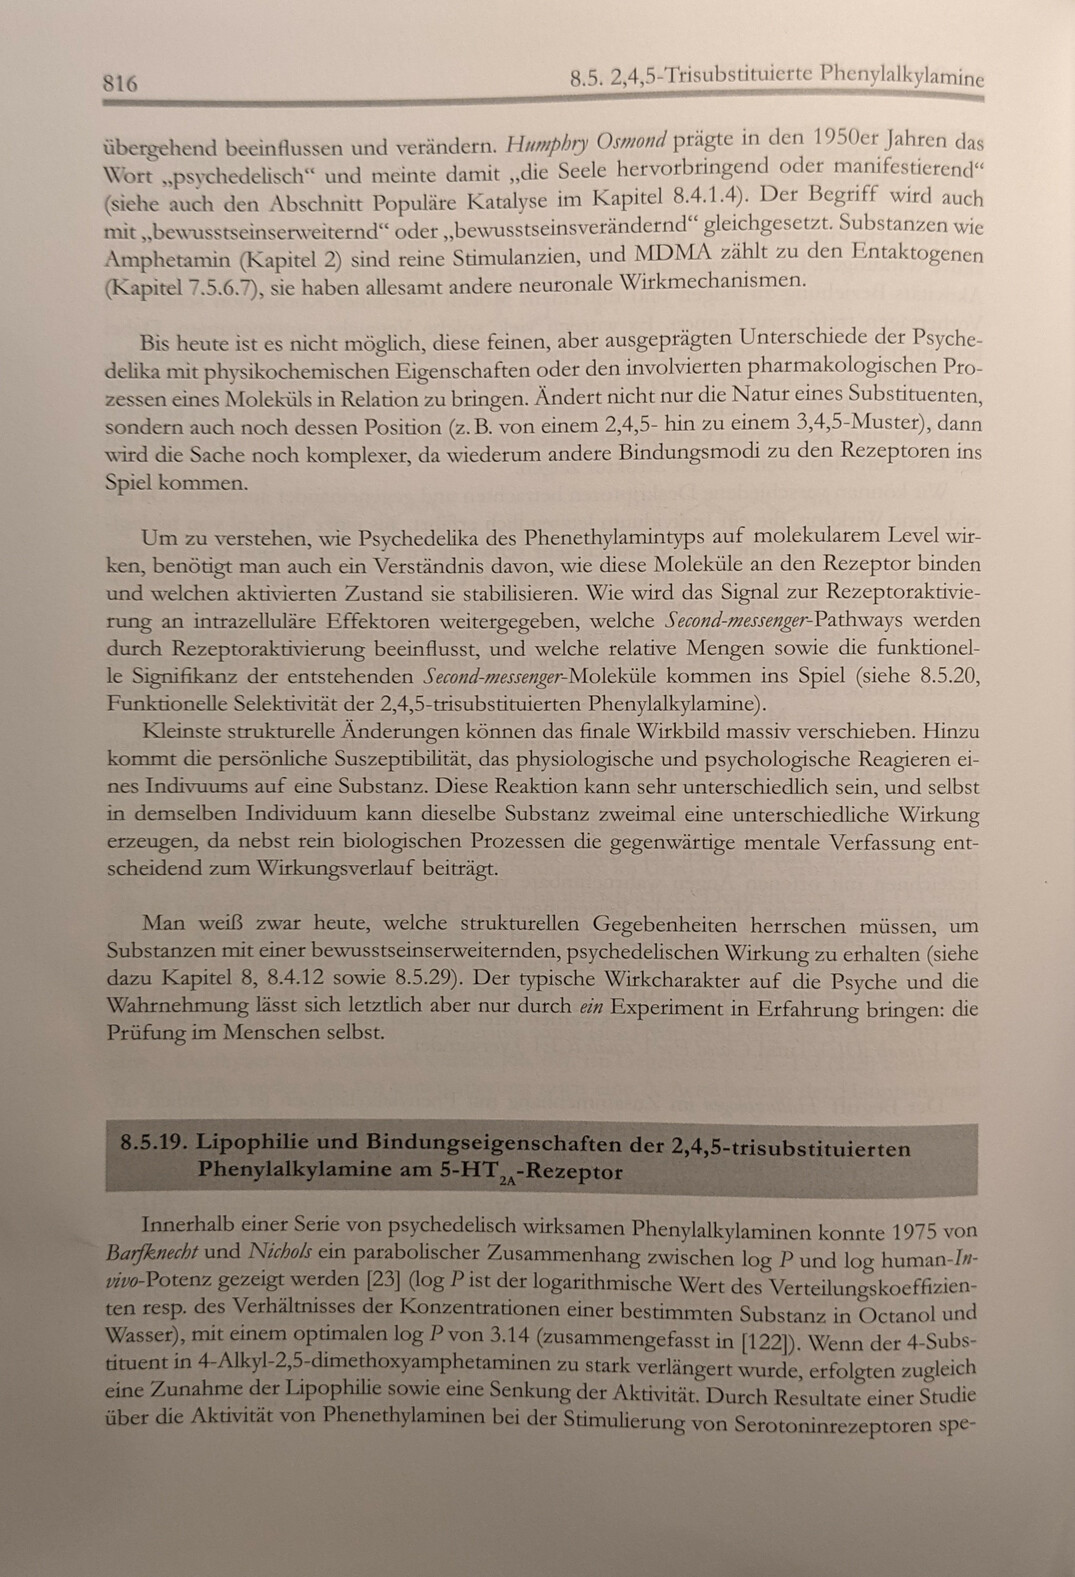 816
8.5. 2,4,5-Trisubstituierte Phenylalkylamine
übergehend beeinflussen und verändern. Humphry Osmond prägte in den 1950er Jahren das
Wort „psychedelisch“ und meinte damit „die Seele hervorbringend oder manifestierend“
(siehe auch den Abschnitt Populäre Katalyse im Kapitel 8.4.1.4). Der Begriff wird auch
mit „bewusstseinserweiternd“ oder „bewusstseinsverändernd“ gleichgesetzt. Substanzen wie
Amphetamin (Kapitel 2) sind reine Stimulanzien, und MDMA zählt zu den Entaktogenen
(Kapitel 7.5.6.7), sie haben allesamt andere neuronale Wirkmechanismen.
Bis heute ist es nicht möglich, diese feinen, aber ausgeprägten Unterschiede der Psyche-
delika mit physikochemischen Eigenschaften oder den involvierten pharmakologischen Pro-
zessen eines Moleküls in Relation zu bringen. Ändert nicht nur die Natur eines Substituenten,
sondern auch noch dessen Position (z. B. von einem 2,4,5- hin zu einem 3,4,5-Muster), dann
wird die Sache noch komplexer, da wiederum andere Bindungsmodi zu den Rezeptoren ins
Spiel kommen.
Um zu verstehen, wie Psychedelika des Phenethylamintyps auf molekularem Level wir-
ken, benötigt man auch ein Verständnis davon, wie diese Moleküle an den Rezeptor binden
und welchen aktivierten Zustand sie stabilisieren. Wie wird das Signal zur Rezeptoraktivie-
rung an intrazelluläre Effektoren weitergegeben, welche Second-messenger-Pathways werden
durch Rezeptoraktivierung beeinflusst, und welche relative Mengen sowie die funktionel-
le Signifikanz der entstehenden Second-messenger-Moleküle kommen ins Spiel (siehe 8.5.20,
Funktionelle Selektivität der 2,4,5-trisubstituierten Phenylalkylamine).
Kleinste strukturelle Änderungen können das finale Wirkbild massiv verschieben. Hinzu
kommt die persönliche Suszeptibilität, das physiologische und psychologische Reagieren ei-
nes Indivuums auf eine Substanz. Diese Reaktion kann sehr unterschiedlich sein, und selbst
in demselben Individuum kann dieselbe Substanz zweimal eine unterschiedliche Wirkung
erzeugen, da nebst rein biologischen Prozessen die gegenwärtige mentale Verfassung ent-
scheidend zum Wirkungsverlauf beiträgt.
Man weiß zwar heute, welche strukturellen Gegebenheiten herrschen müssen, um
Substanzen mit einer bewusstseinserweiternden, psychedelischen Wirkung zu erhalten (siehe
dazu Kapitel 8, 8.4.12 sowie 8.5.29). Der typische Wirkcharakter auf die Psyche und die
Wahrnehmung lässt sich letztlich aber nur durch ein Experiment in Erfahrung bringen: die
Prüfung im Menschen selbst.
8.5.19. Lipophilie und Bindungseigenschaften der 2,4,5-trisubstituierten
Phenylalkylamine am 5-HT2A-Rezeptor
Innerhalb einer Serie von psychedelisch wirksamen Phenylalkylaminen konnte 1975 von
Barfknecht und Nichols ein parabolischer Zusammenhang zwischen log P und log human-In-
vivo-Potenz gezeigt werden [23] (log P ist der logarithmische Wert des Verteilungskoeffizien-
ten resp. des Verhältnisses der Konzentrationen einer bestimmten Substanz in Octanol und
Wasser), mit einem optimalen log P von 3.14 (zusammengefasst in [122]). Wenn der 4-Subs-
tituent in 4-Alkyl-2,5-dimethoxyamphetaminen zu stark verlängert wurde, erfolgten zugleich
eine Zunahme der Lipophilie sowie eine Senkung der Aktivität. Durch Resultate einer Studie
über die Aktivität von Phenethylaminen bei der Stimulierung von Serotoninrezeptoren spe-